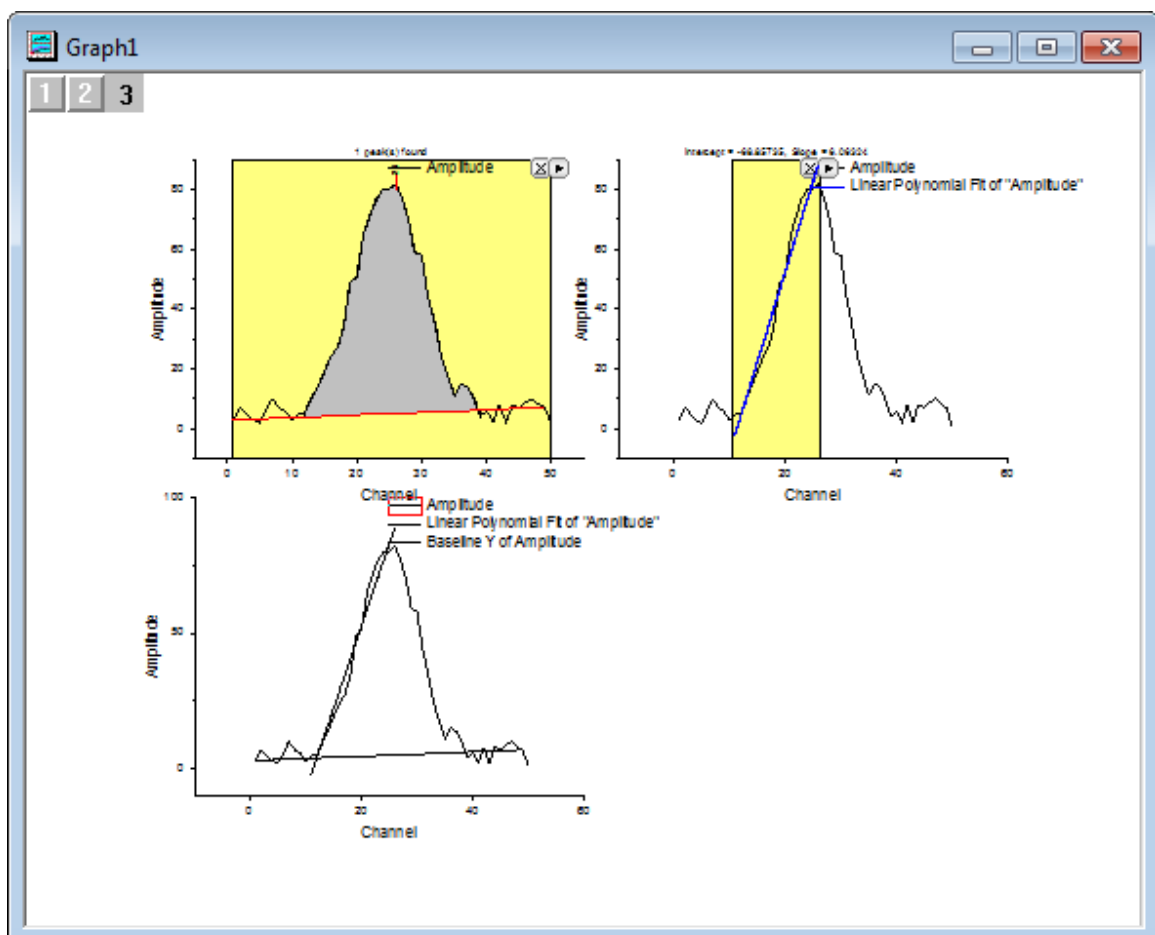 Graph1
1 2 3
1 peak(s) found
Amplitude
80
60
40
20
0
Amplitude
0 10 20 30 40 50
Channel
Amplitude
Linear Polynomial Fit of "Amplitude"
80
60
40
20
0
Amplitude
0 20 40 60
Channel
Amplitude
Linear Polynomial Fit of "Amplitude"
Baseline Y of Amplitude
100
50
0
Amplitude
0 20 40 60
Channel